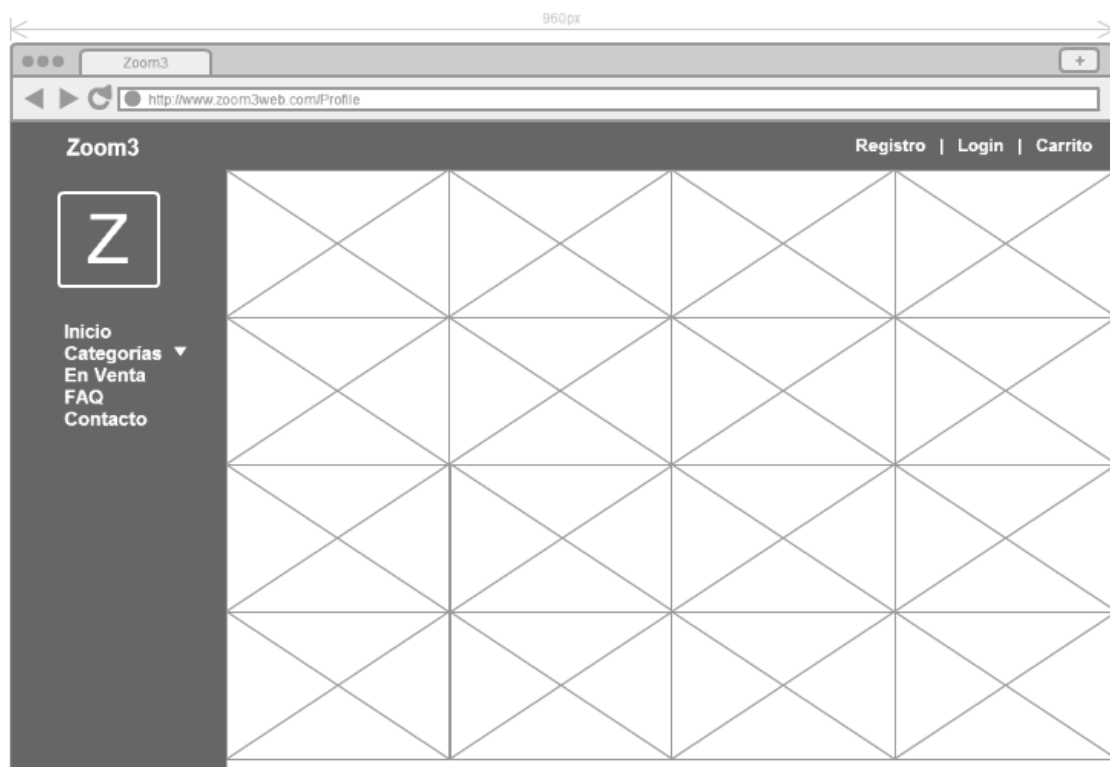 960px
Zoom3
+
http://www.zoom3web.com/Profile
Zoom3
Registro | Login | Carrito
Z
Inicio
Categorías
En Venta
FAQ
Contacto